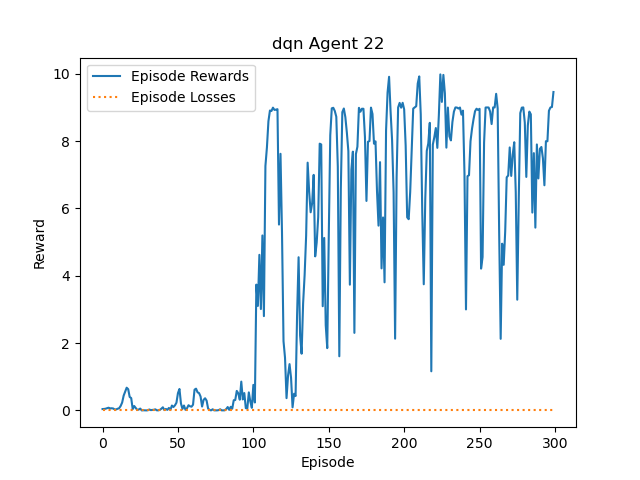 dqn Agent 22
Episode Rewards
Episode Losses
Reward
10
8
6
4
2
0
0 50 100 150 200 250 300
Episode